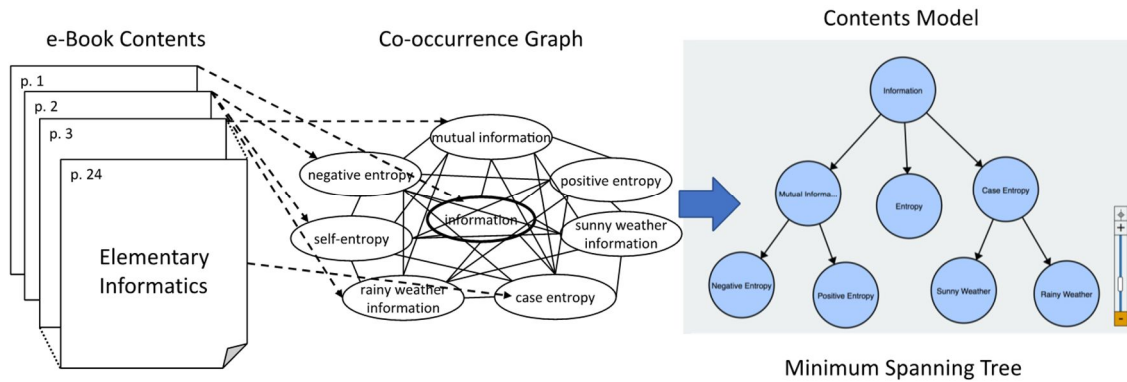 e-Book Contents
p. 1
p. 2
p. 3
p. 24
Elementary
Informatics
Co-occurrence Graph
mutual information
negative entropy
positive entropy
information
self-entropy
sunny weather
information
rainy weather
information
case entropy
Contents Model
Information
Mutual Informa...
Entropy
Case Entropy
Negative Entropy
Positive Entropy
Sunny Weather
Rainy Weather
+
-
Minimum Spanning Tree